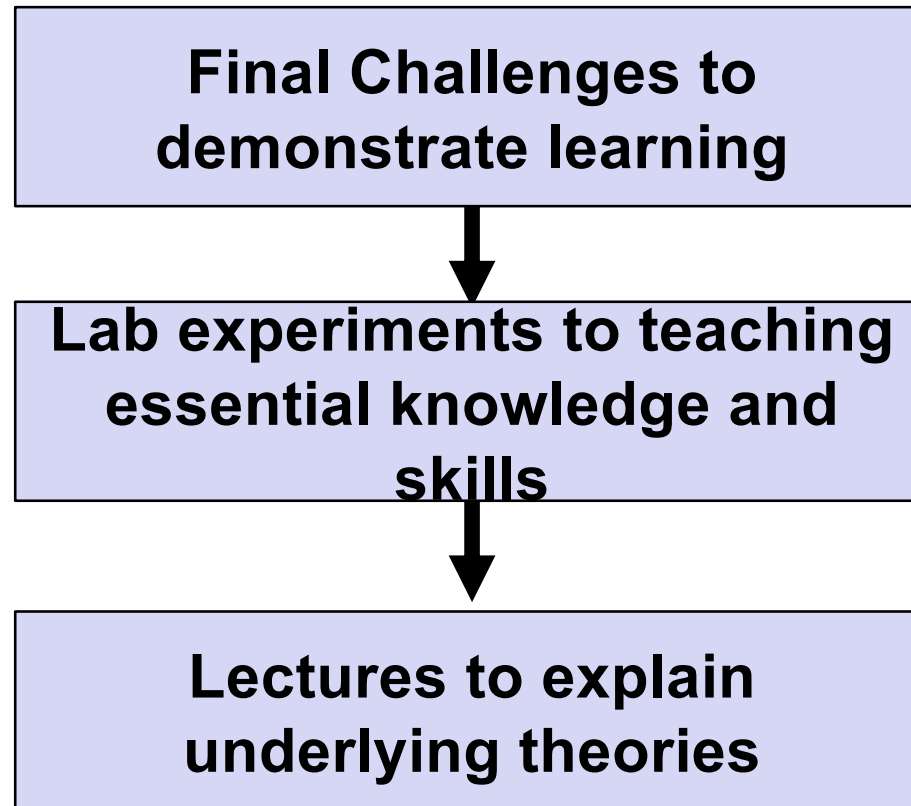 Final Challenges to
demonstrate learning
Lab experiments to teaching
essential knowledge and
skills
Lectures to explain
underlying theories